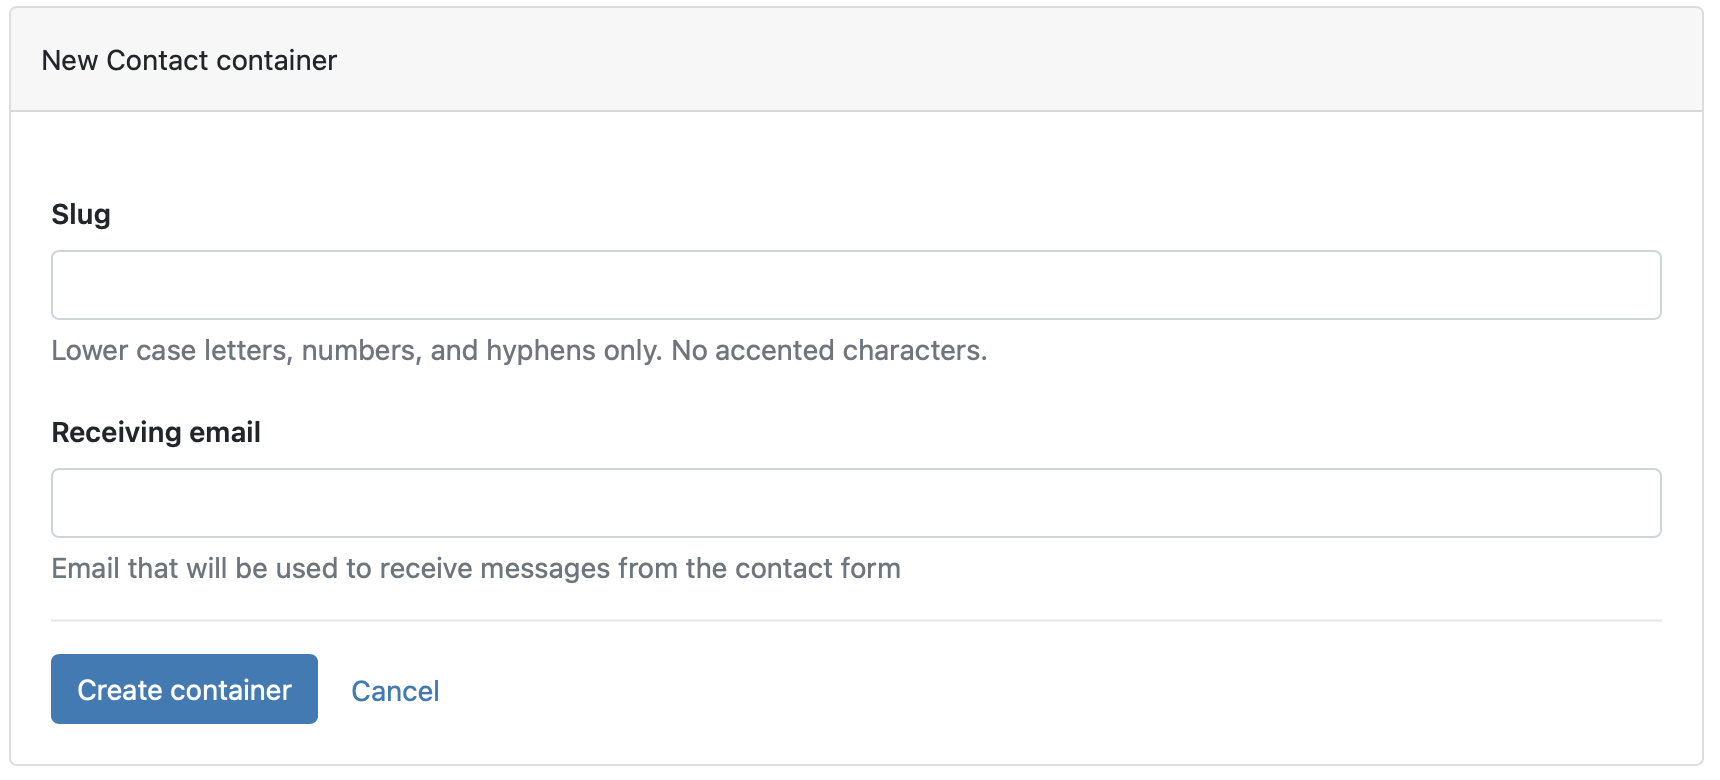 New Contact container
Slug
Lower case letters, numbers, and hyphens only. No accented characters.
Receiving email
Email that will be used to receive messages from the contact form
Create container
Cancel